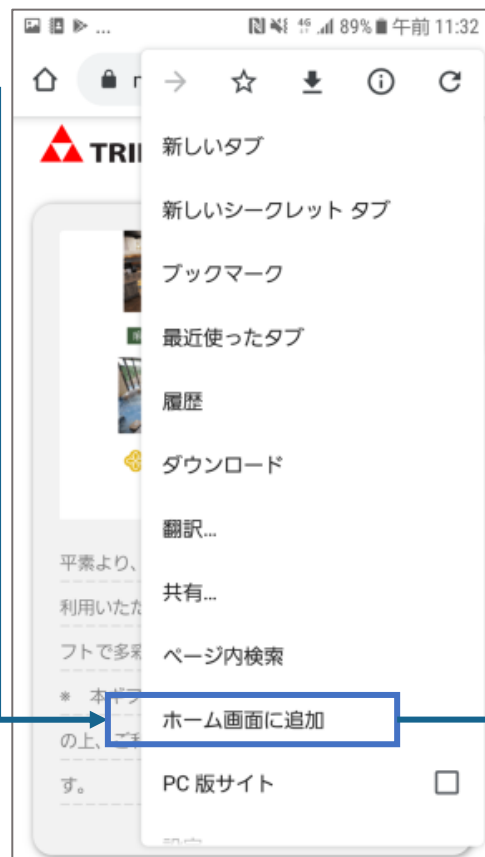 ... 89% 午前 11:32
TRI
新しいタブ
新しいシークレット タブ
ブックマーク
最近使ったタブ
履歴
ダウンロード
翻訳...
平素より、
共有...
利用いただ
フトで多彩
ページ内検索
* 本ギフ
ホーム画面に追加
の上、ご利
PC 版サイト
す。
設定